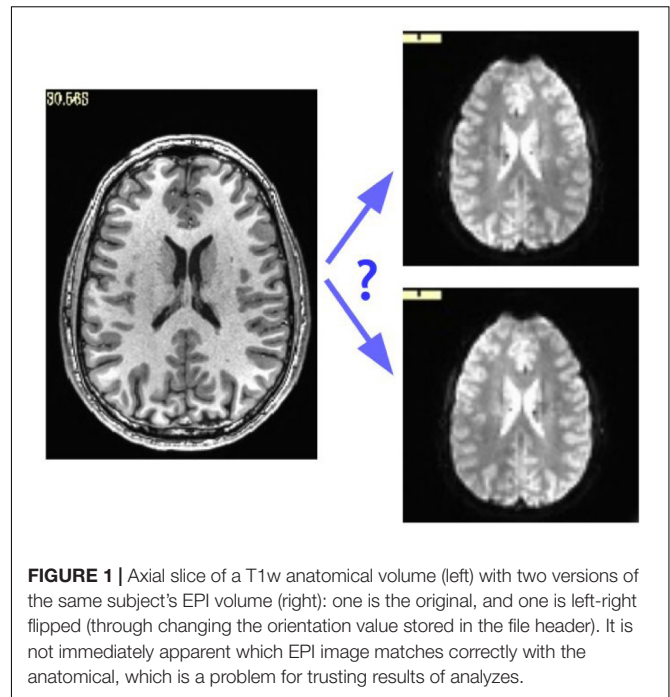 30.56S
?
FIGURE 1 | Axial slice of a T1w anatomical volume (left) with two versions of
the same subject's EPI volume (right): one is the original, and one is left-right
flipped (through changing the orientation value stored in the file header). It is
not immediately apparent which EPI image matches correctly with the
anatomical, which is a problem for trusting results of analyzes.